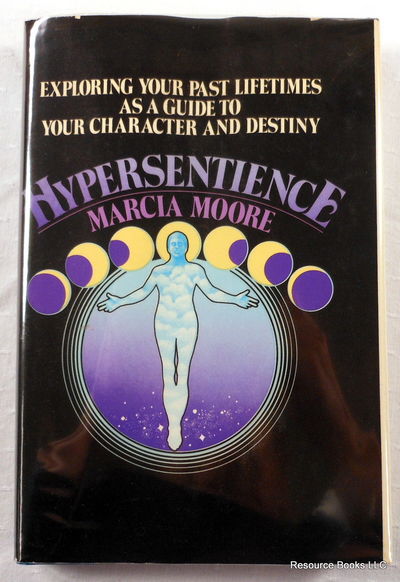 EXPLORING YOUR PAST LIFETIMES
AS A GUIDE TO
YOUR CHARACTER AND DESTINY
HYPERSENTIENCE
MARCIA MOORE
Resource Books LLC